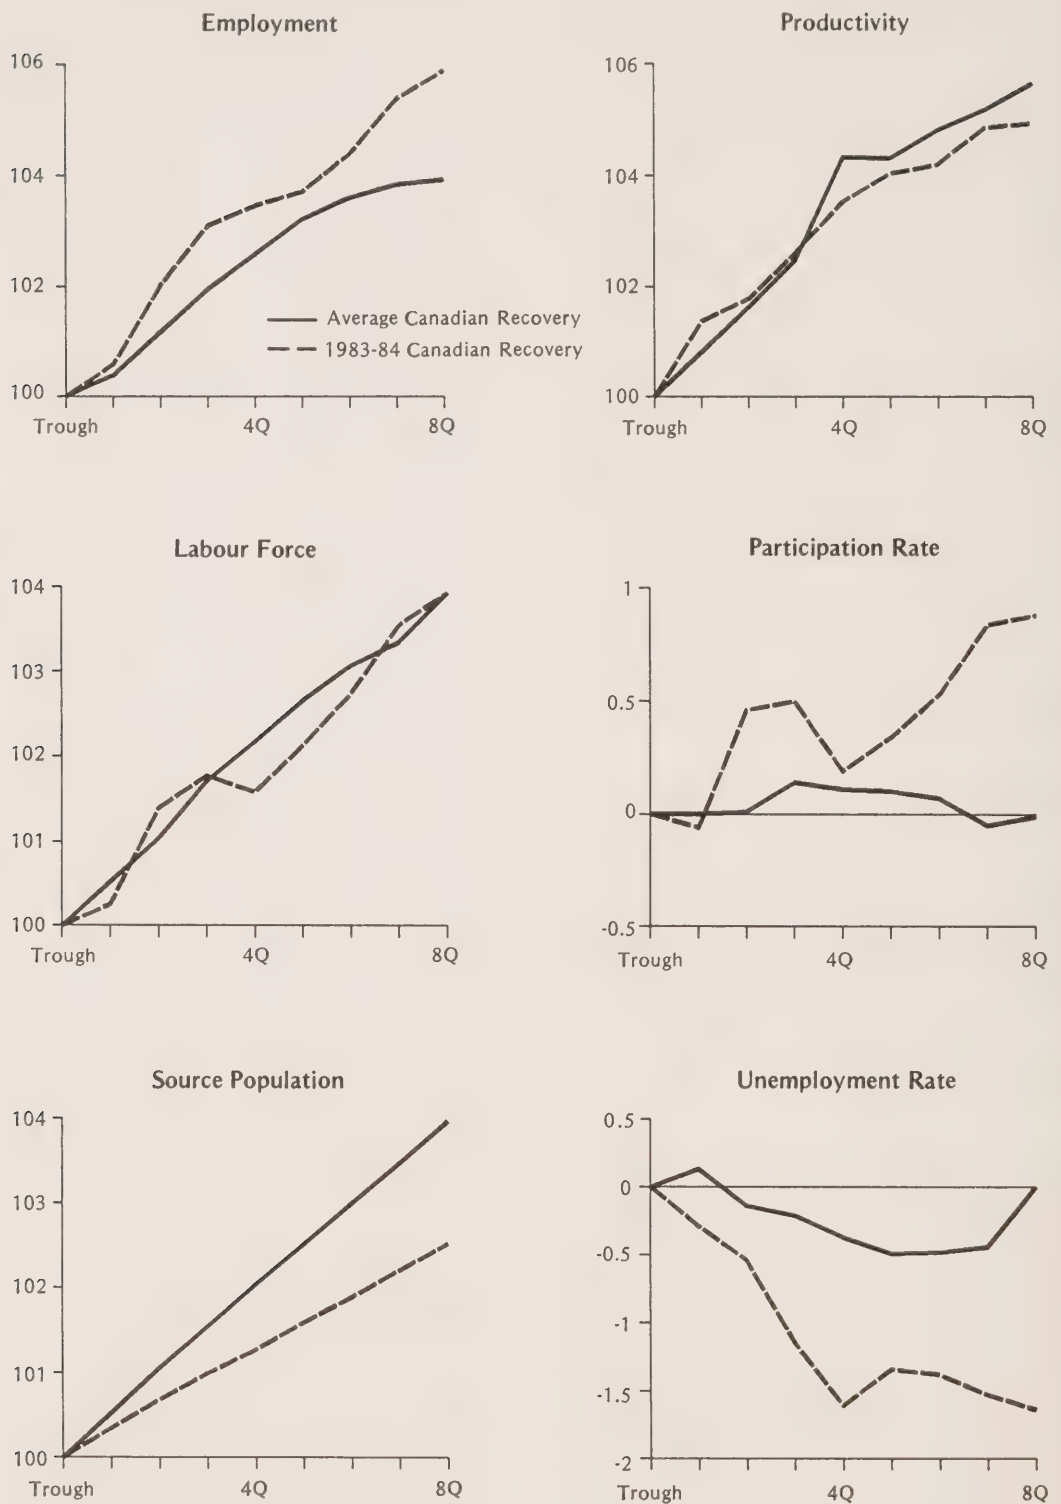 Employment
106
104
102
100
Trough
4Q
8Q
Average Canadian Recovery
1983-84 Canadian Recovery
Productivity
106
104
102
100
Trough
4Q
8Q
Labour Force
104
103
102
101
100
Trough
4Q
8Q
Participation Rate
1
0.5
0
-0.5
Trough
4Q
8Q
Source Population
104
103
102
101
100
Trough
4Q
8Q
Unemployment Rate
0.5
0
-0.5
-1
-1.5
-2
Trough
4Q
8Q